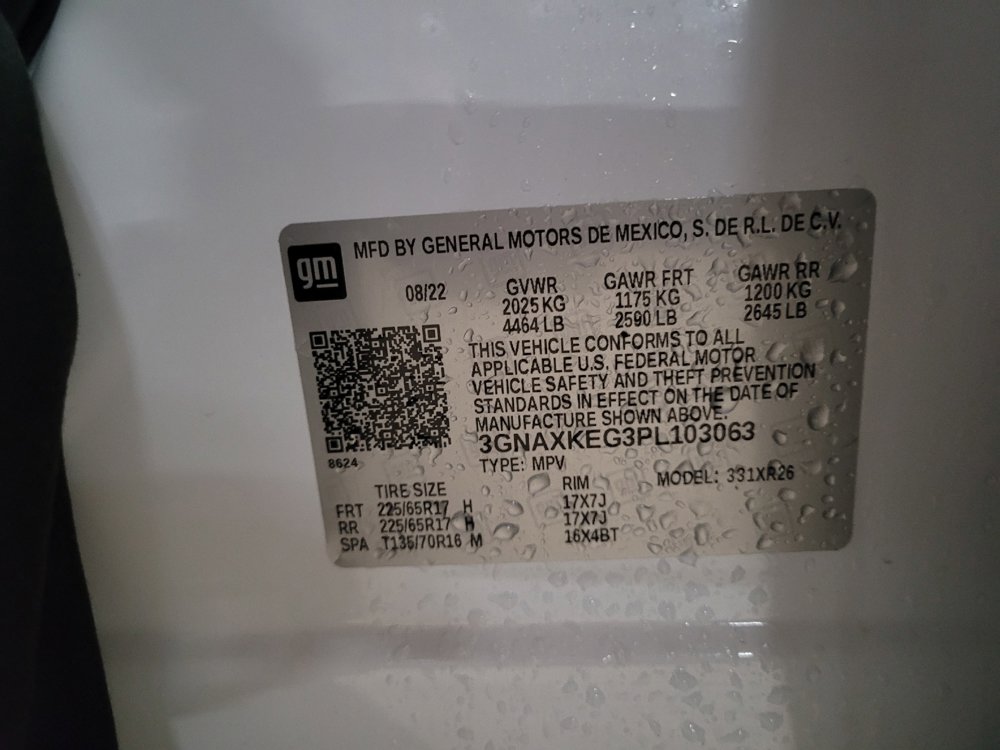 gm
MFD BY GENERAL MOTORS DE MEXICO, S. DE R.L. DE C.V.
08/22 GVWR GAWR FRT GAWR RR
2025 KG 1175 KG 1200 KG
4464 LB 2590 LB 2645 LB
THIS VEHICLE CONFORMS TO ALL
APPLICABLE U.S. FEDERAL MOTOR
VEHICLE SAFETY AND THEFT PREVENTION
STANDARDS IN EFFECT ON THE DATE OF
MANUFACTURE SHOWN ABOVE.
3GNAXKEG3PL103063
8624
TYPE: MPV MODEL: 331XR26
TIRE SIZE RIM
FRT 225/65R17 H 17X7J
RR 225/65R17 H 17X7J
SPA T135/70R16 M 16X4BT